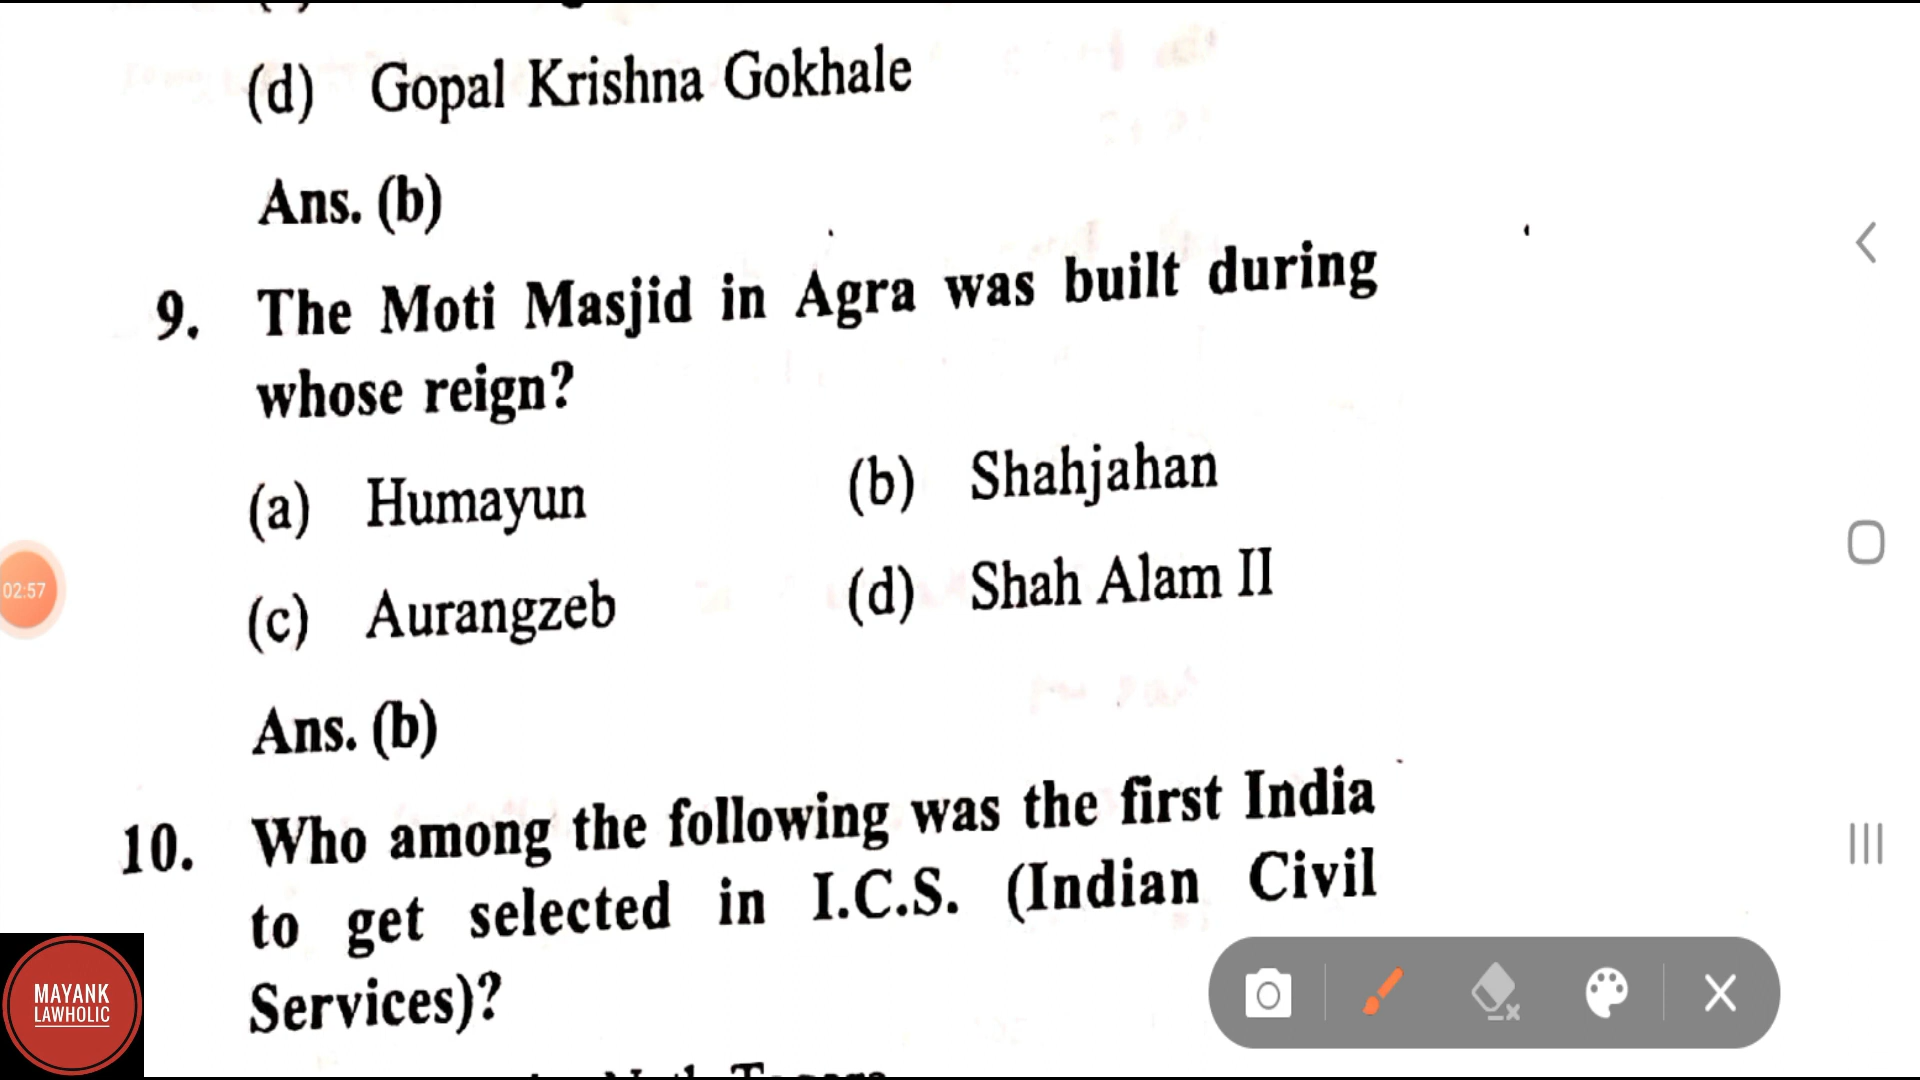 (d) Gopal Krishna Gokhale
Ans. (b)
9. The Moti Masjid in Agra was built during
whose reign?
(a) Humayun (b) Shahjahan
(c) Aurangzeb (d) Shah Alam II
Ans. (b)
10. Who among the following was the first India
to get selected in I.C.S. (Indian Civil
Services)?
02:57
MAYANK
LAWHOLIC